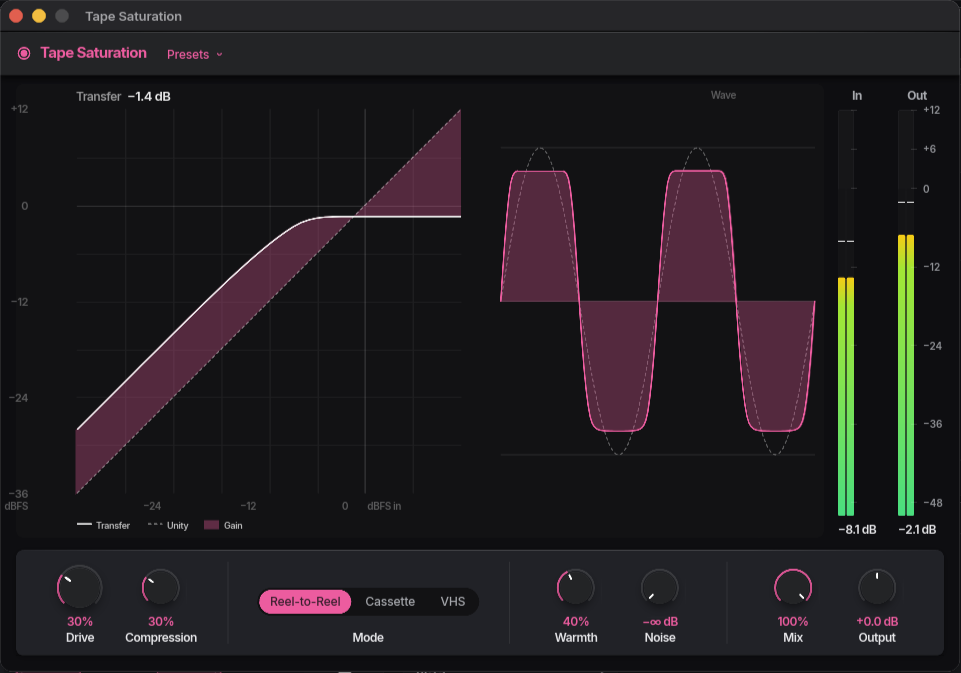 Tape Saturation
Tape Saturation Presets
Transfer −1.4 dB
Wave
In Out
+12
0
−12
−24
−36
dBFS
−24 −12 0 dBFS in
Transfer Unity Gain
+12
+6
0
−12
−24
−36
−48
−8.1 dB −2.1 dB
30% 30% 40% −∞ dB 100% +0.0 dB
Reel-to-Reel Cassette VHS
Drive Compression Mode Warmth Noise Mix Output